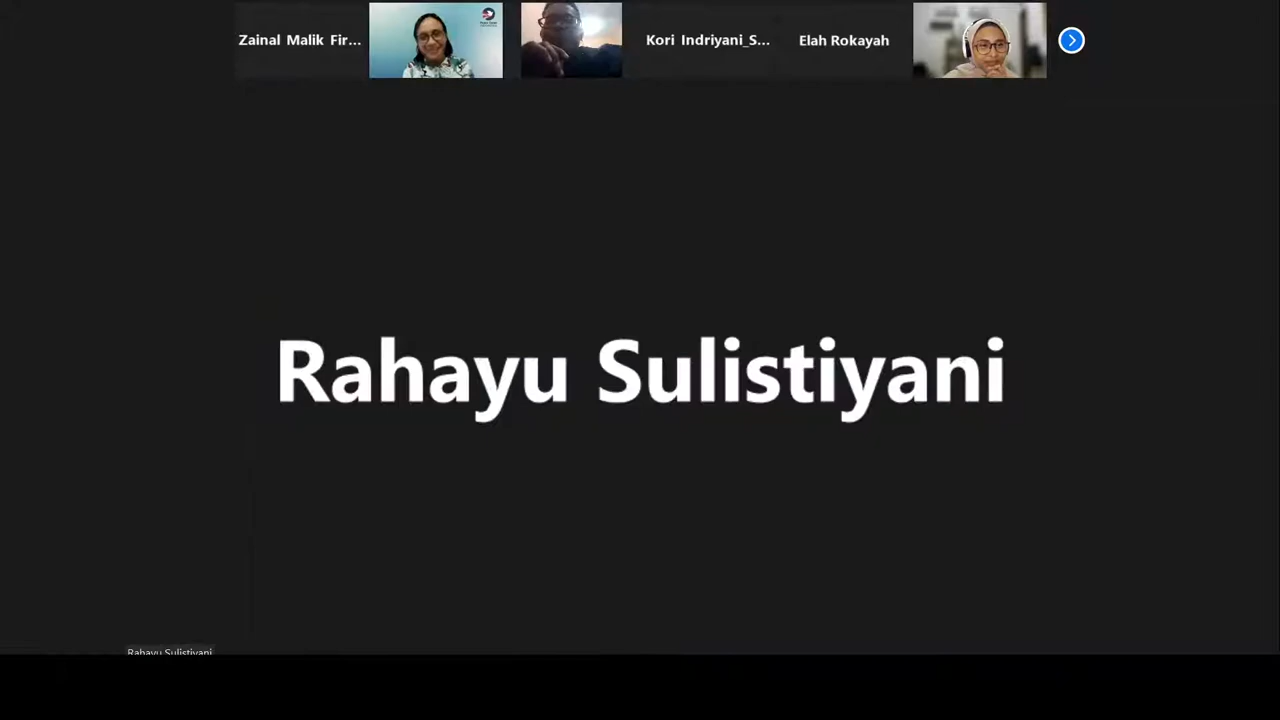 Zainal Malik Fir...
Kori Indriyani_S...
Elah Rokayah
Rahayu Sulistiyani
Rahayu Sulistiyani